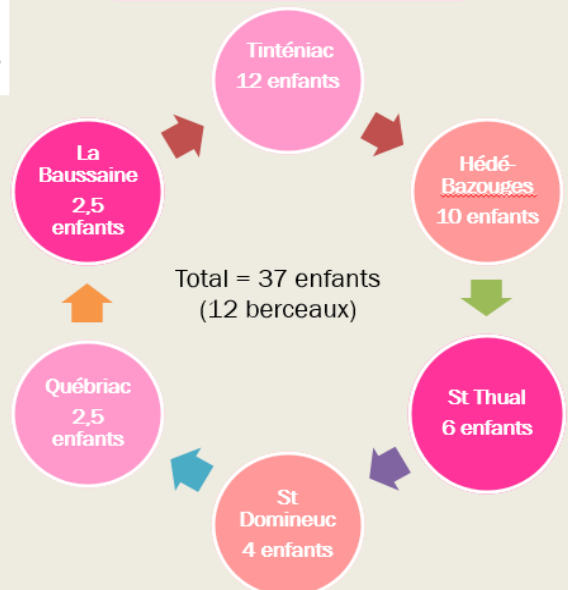 Tinténiac
12 enfants
Hédé-
Bazouges
10 enfants
St Thual
6 enfants
St
Domineuc
4 enfants
Québriac
2,5
enfants
La
Baussaine
2,5
enfants
Total = 37 enfants
(12 berceaux)